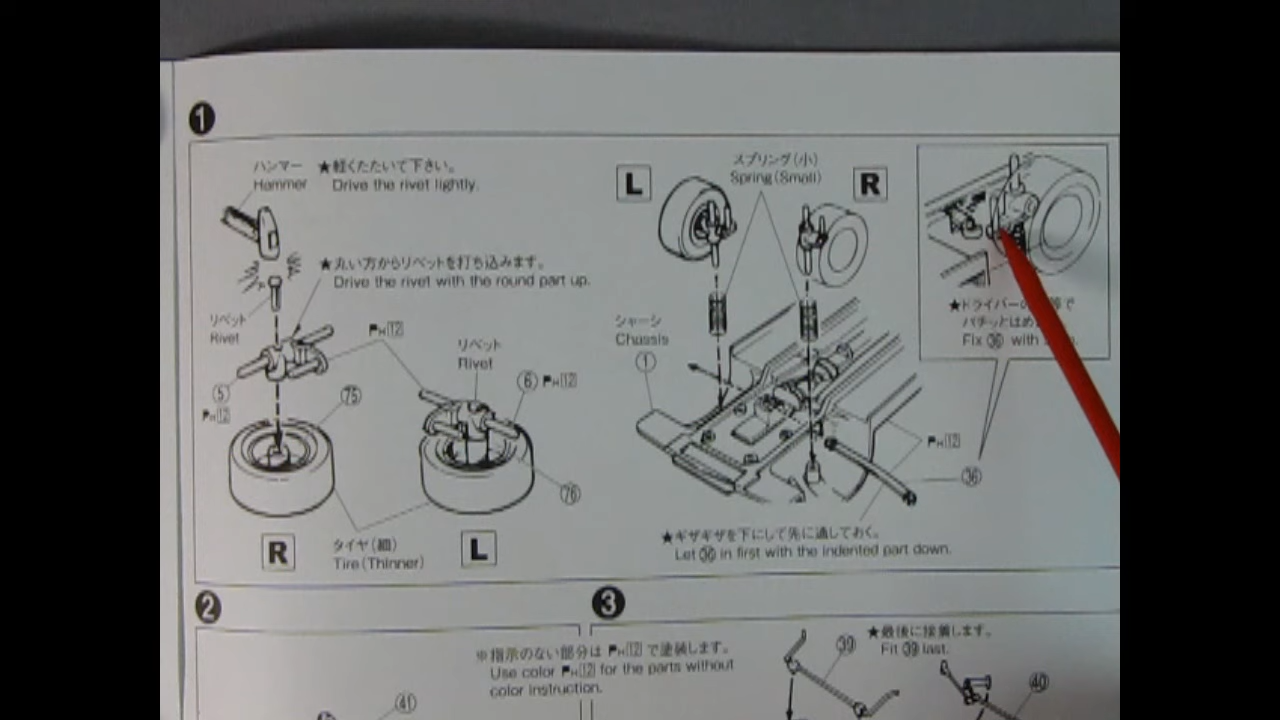 1
ハンマー
Hammer
★軽くたたいて下さい。
Drive the rivet lightly.
★丸い方からリベットを打ち込みます。
Drive the rivet with the round part up.
リベット
Rivet
5
PH12
75
PH12
リベット
Rivet
6 PH12
76
R
タイヤ(細)
Tire (Thinner)
L
L
スプリング(小)
Spring (Small)
R
シャーシ
Chassis
1
PH12
36
★ギザギザを下にして先に通しておく。
Let 36 in first with the indented part down.
★ドライバーの
パチッとはめ
Fix 36 with
2
※指示のない部分は PH12 で塗装します。
Use color PH12 for the parts without
color instruction.
41
3
39
★最後に接着します。
Fit 39 last.
40